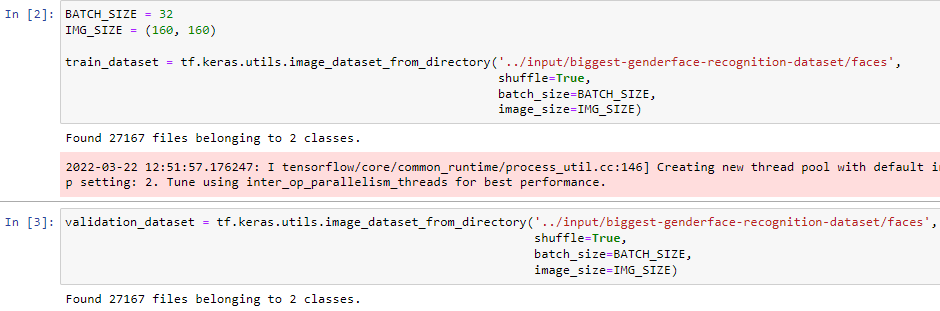 In [2]: BATCH_SIZE = 32
IMG_SIZE = (160, 160)
train_dataset = tf.keras.utils.image_dataset_from_directory('../input/biggest-genderface-recognition-dataset/faces',
shuffle=True,
batch_size=BATCH_SIZE,
image_size=IMG_SIZE)
Found 27167 files belonging to 2 classes.
2022-03-22 12:51:57.176247: I tensorflow/core/common_runtime/process_util.cc:146] Creating new thread pool with default in
p setting: 2. Tune using inter_op_parallelism_threads for best performance.
In [3]: validation_dataset = tf.keras.utils.image_dataset_from_directory('../input/biggest-genderface-recognition-dataset/faces',
shuffle=True,
batch_size=BATCH_SIZE,
image_size=IMG_SIZE)
Found 27167 files belonging to 2 classes.